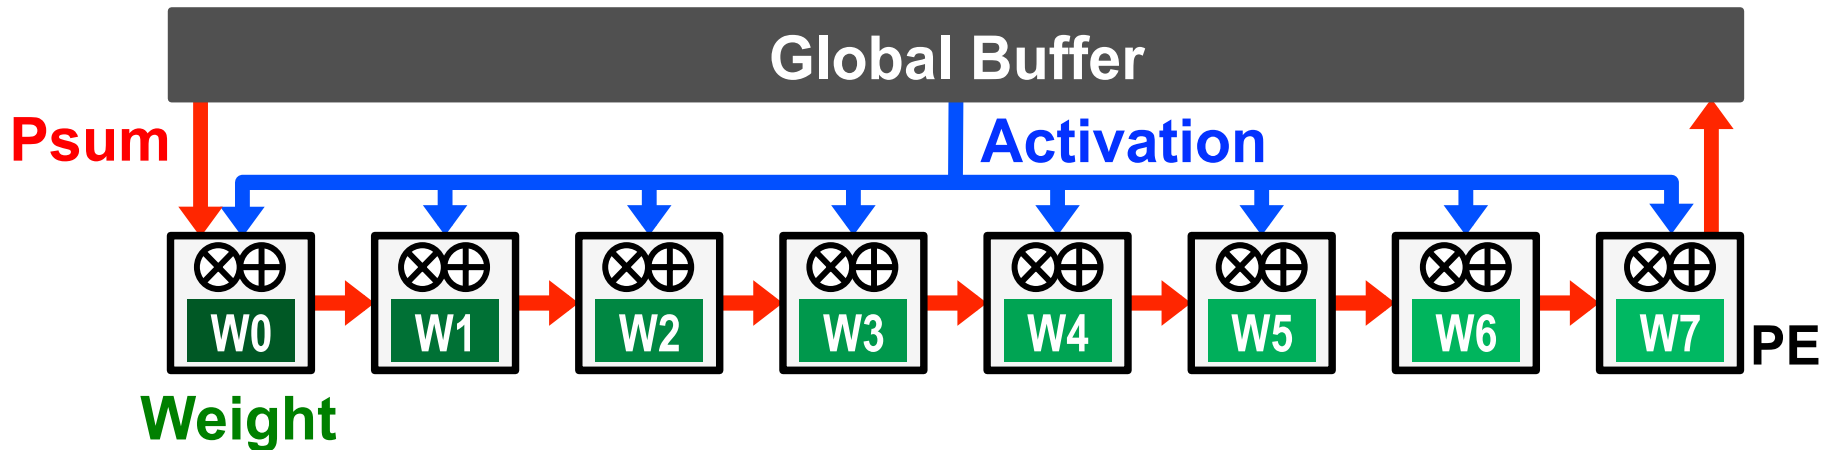 Global Buffer
Psum
Activation
W0 W1 W2 W3 W4 W5 W6 W7
PE
Weight